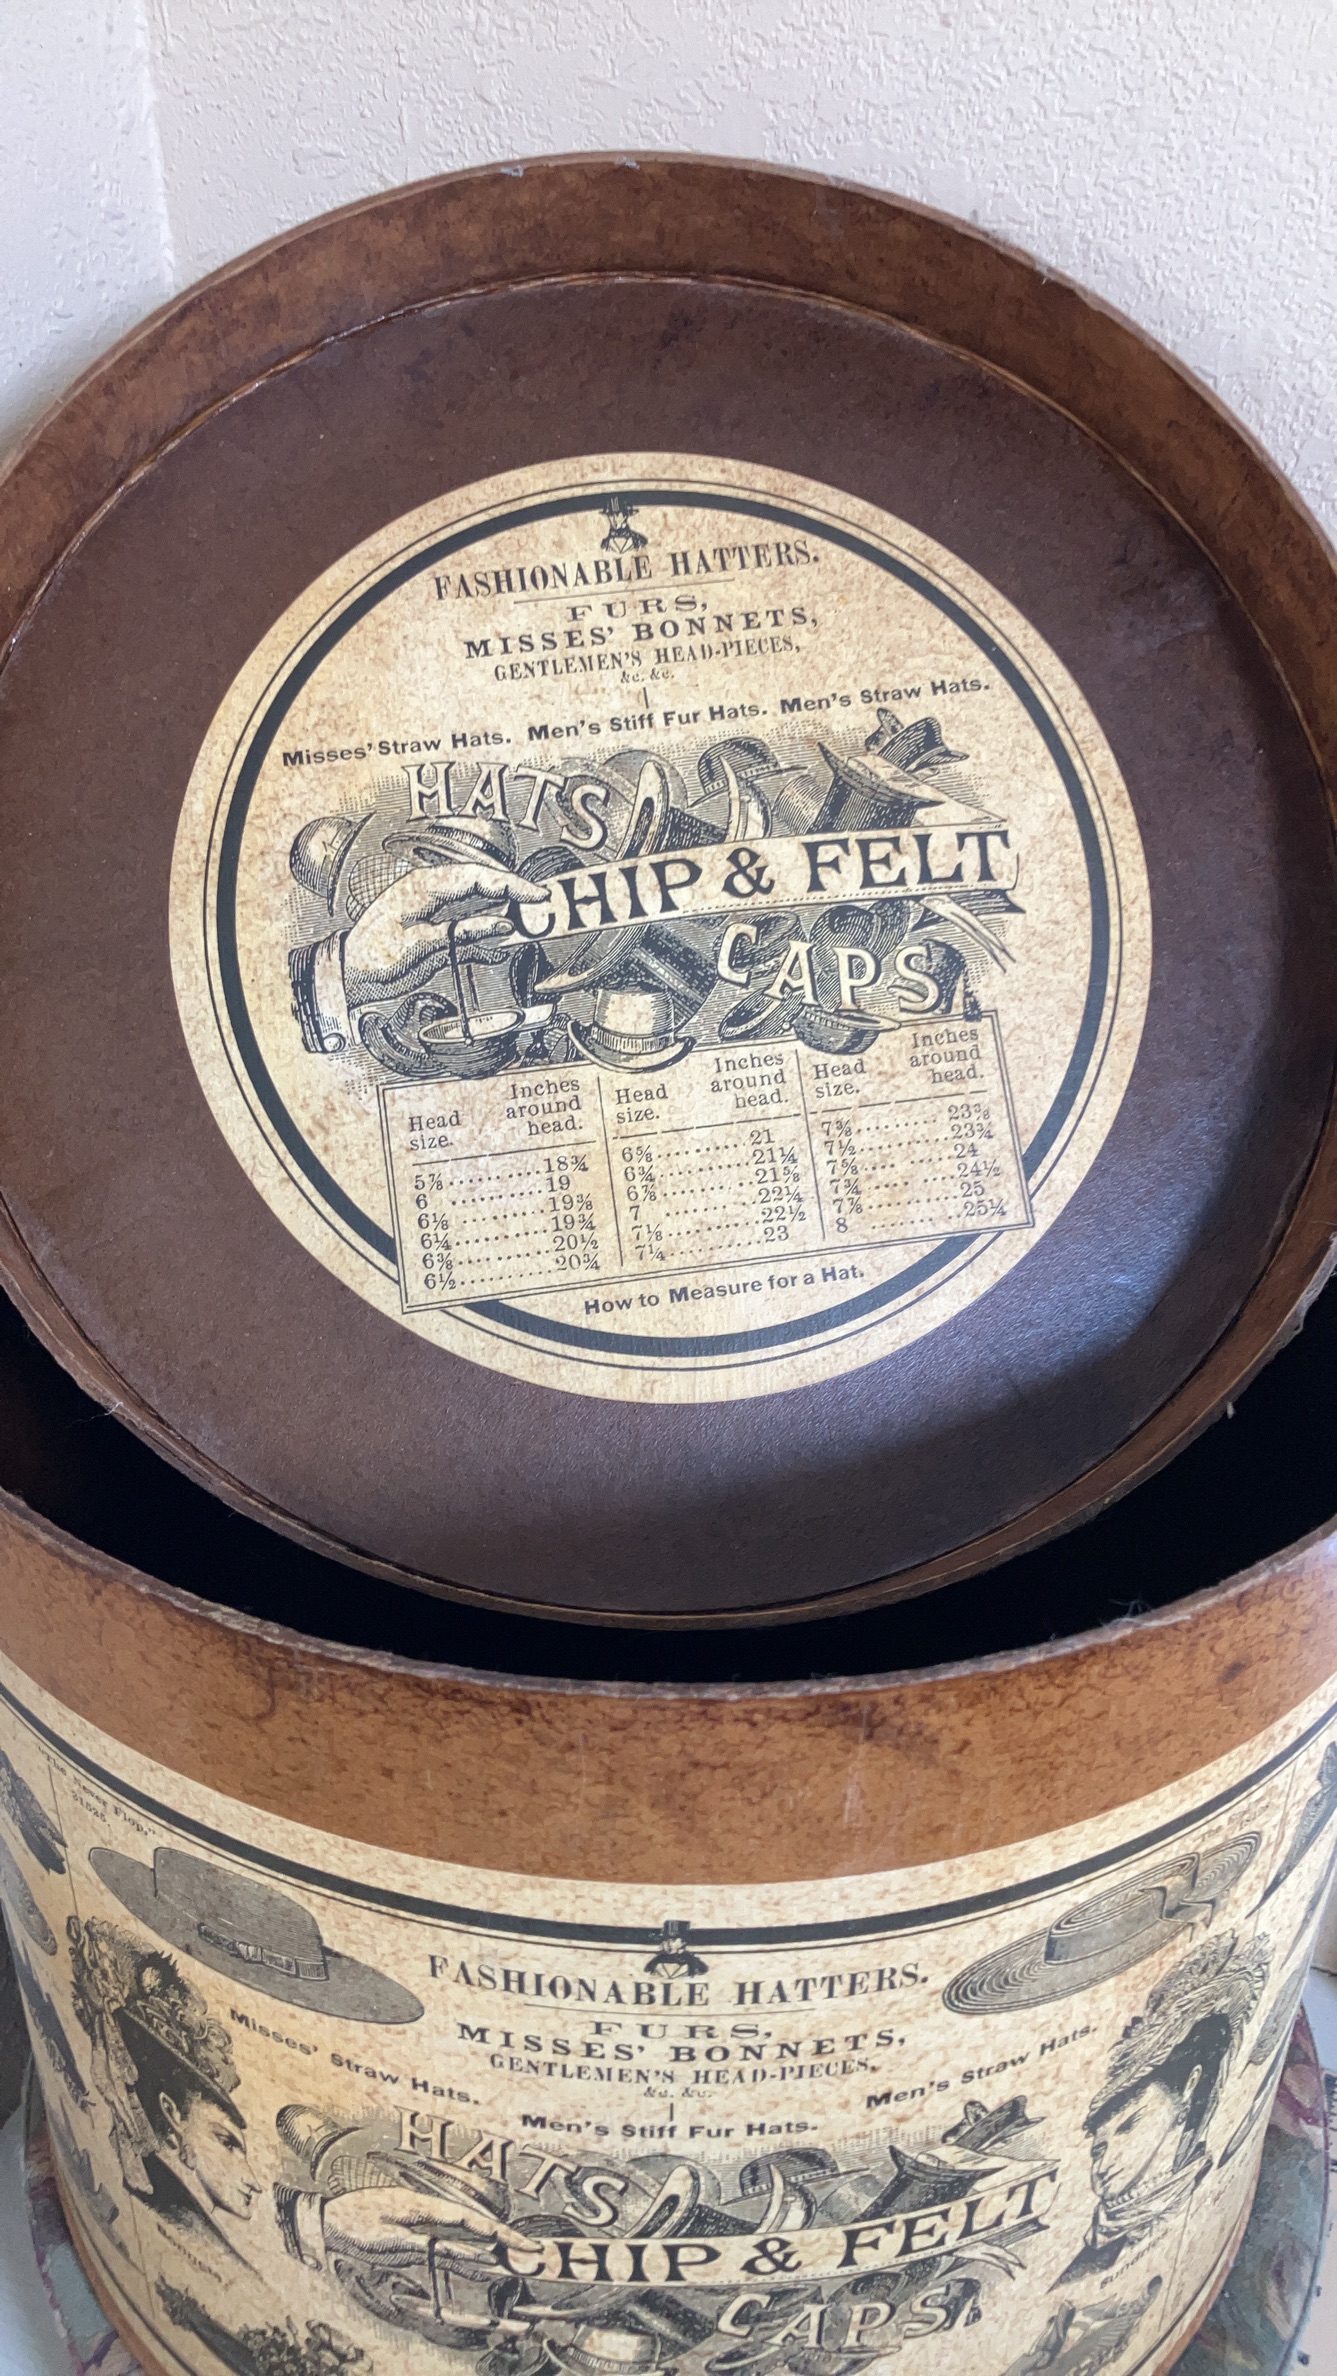 FASHIONABLE HATTERS.
FURS,
MISSES' BONNETS,
GENTLEMEN'S HEAD-PIECES,
&c. &c.
Misses' Straw Hats. Men's Stiff Fur Hats. Men's Straw Hats.
HATS
CHIP & FELT
CAPS
Head size. Inches around head.
5⅞ 18¾
6 19
6⅛ 19⅜
6¼ 19¾
6⅜ 20½
6½ 20¾
Head size. Inches around head.
6⅝ 21
6¾ 21¼
6⅞ 21⅝
7 22¼
7⅛ 22½
7¼ 23
Head size. Inches around head.
7⅜ 23⅜
7½ 23¾
7⅝ 24
7¾ 24½
7⅞ 25
8 25¼
How to Measure for a Hat.
"The Never Flop,"
FASHIONABLE HATTERS.
FURS,
MISSES' BONNETS,
GENTLEMEN'S HEAD-PIECES,
&c. &c.
Misses' Straw Hats.
Men's Stiff Fur Hats.
Men's Straw Hats.
HATS
CHIP & FELT
CAPS